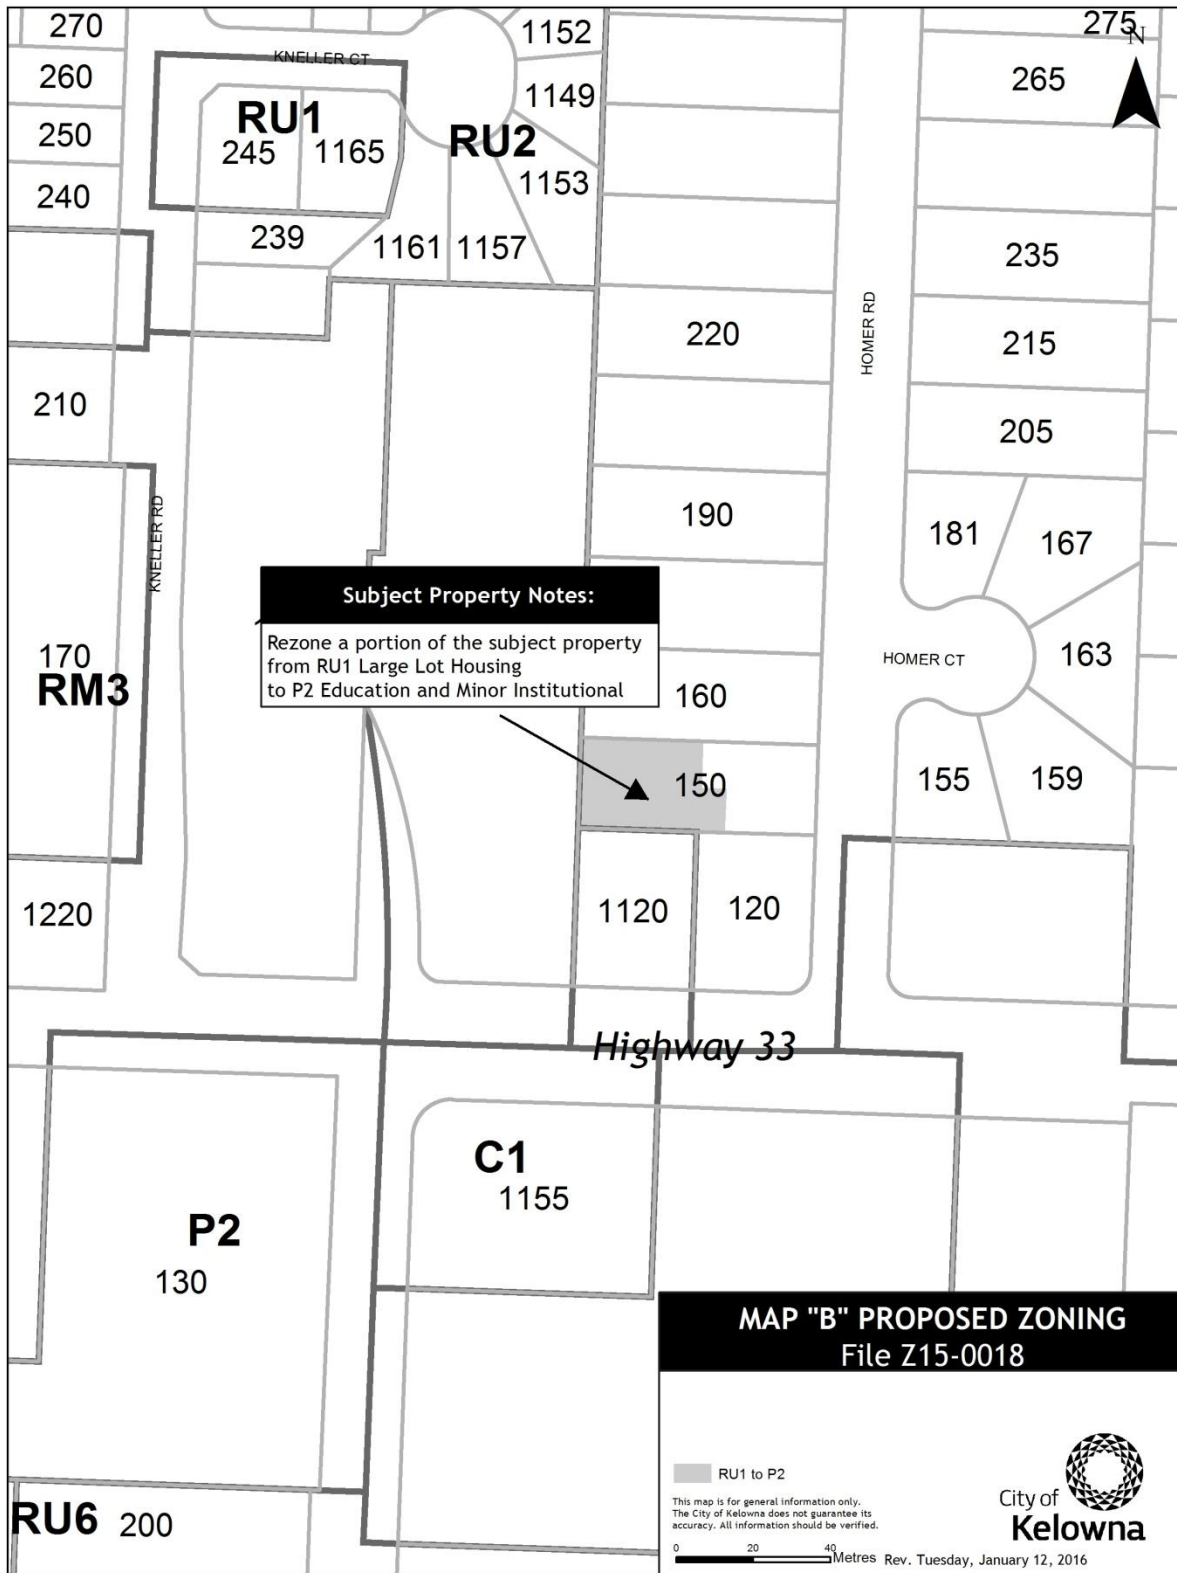 270
1152
275
N
KNELLER CT
260
265
1149
RU1
RU2
250
245
1165
240
1153
239
1161
1157
235
HOMER RD
220
215
210
205
190
181
167
KNELLER RD
Subject Property Notes:
Rezone a portion of the subject property
from RU1 Large Lot Housing
to P2 Education and Minor Institutional
170
RM3
HOMER CT
163
160
150
155
159
1220
1120
120
Highway 33
C1
1155
P2
130
MAP "B" PROPOSED ZONING
File Z15-0018
RU1 to P2
This map is for general information only.
The City of Kelowna does not guarantee its
accuracy. All information should be verified.
City of
Kelowna
0 20 40 Metres
Rev. Tuesday, January 12, 2016
RU6
200